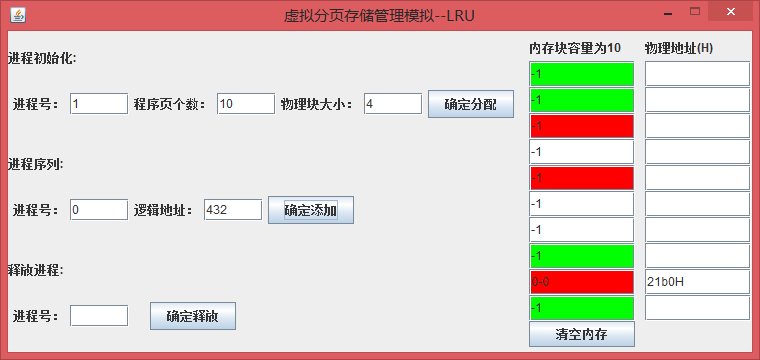 虚拟分页存储管理模拟--LRU
进程初始化:
进程号: 1 程序页个数: 10 物理块大小: 4 确定分配
进程序列:
进程号: 0 逻辑地址: 432 确定添加
释放进程:
进程号: 确定释放
内存块容量为10 物理地址(H)
-1
-1
-1
-1
-1
-1
-1
-1
0-0 21b0H
-1
清空内存